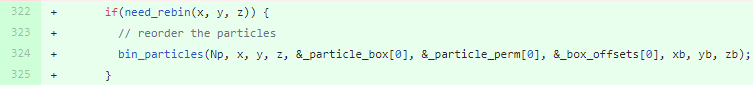 322 + if(need_rebin(x, y, z)) {
323 + // reorder the particles
324 + bin_particles(Np, x, y, z, &_particle_box[0], &_particle_perm[0], &_box_offsets[0], xb, yb, zb);
325 + }